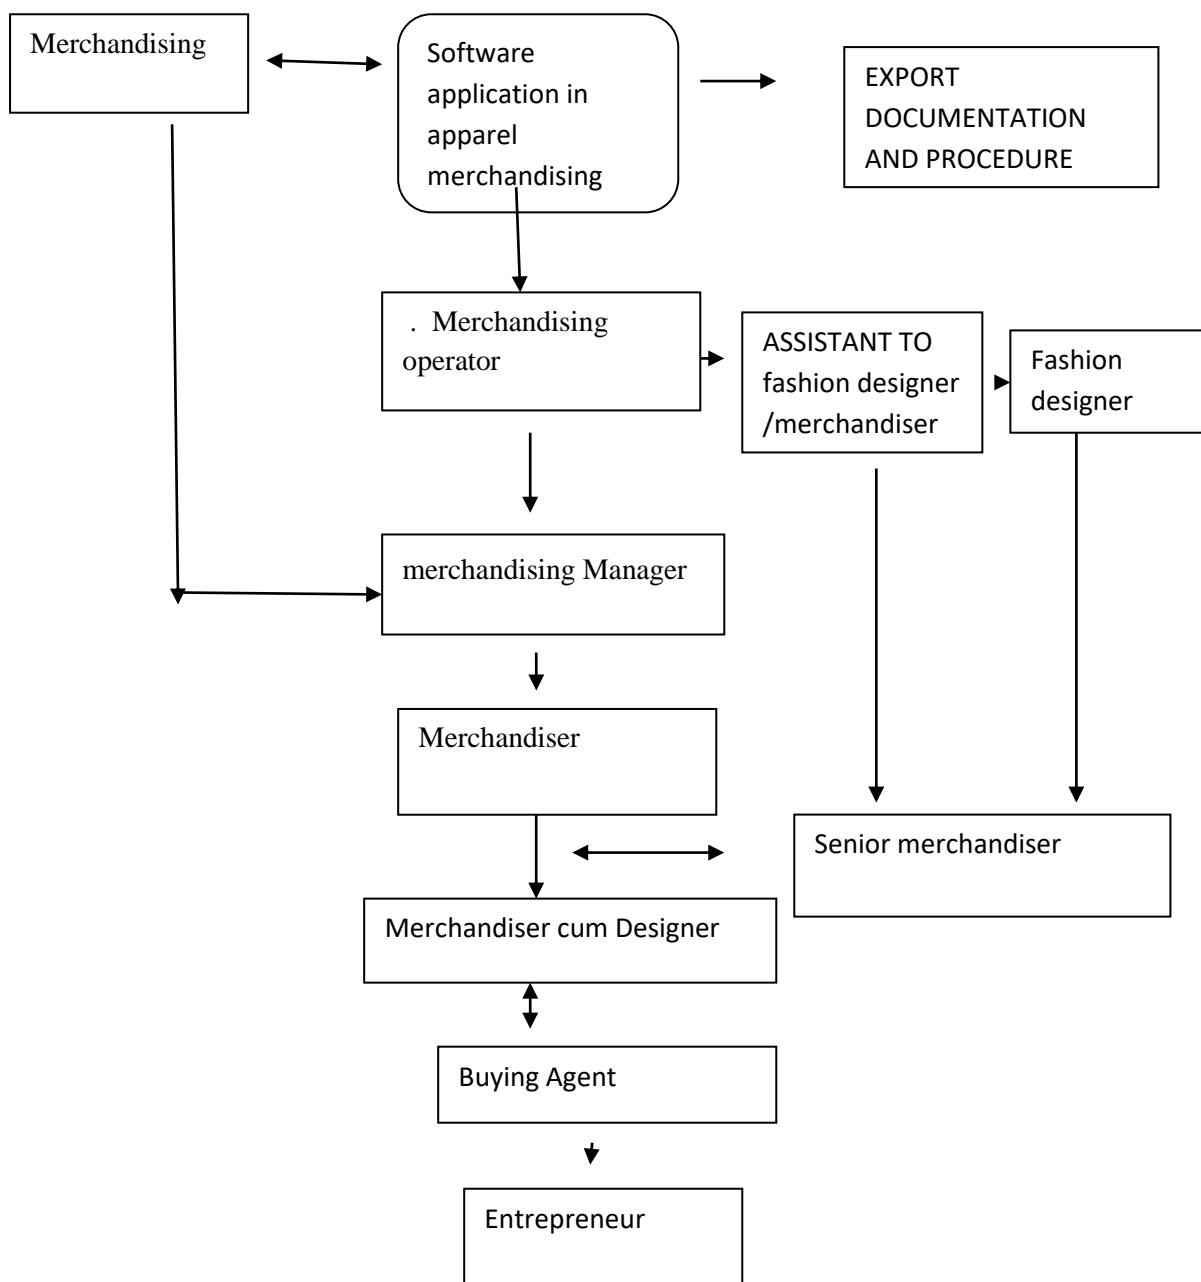 Merchandising
Software
application in
apparel
merchandising
EXPORT
DOCUMENTATION
AND PROCEDURE
. Merchandising
operator
ASSISTANT TO
fashion designer
/merchandiser
Fashion
designer
merchandising Manager
Merchandiser
Senior merchandiser
Merchandiser cum Designer
Buying Agent
Entrepreneur